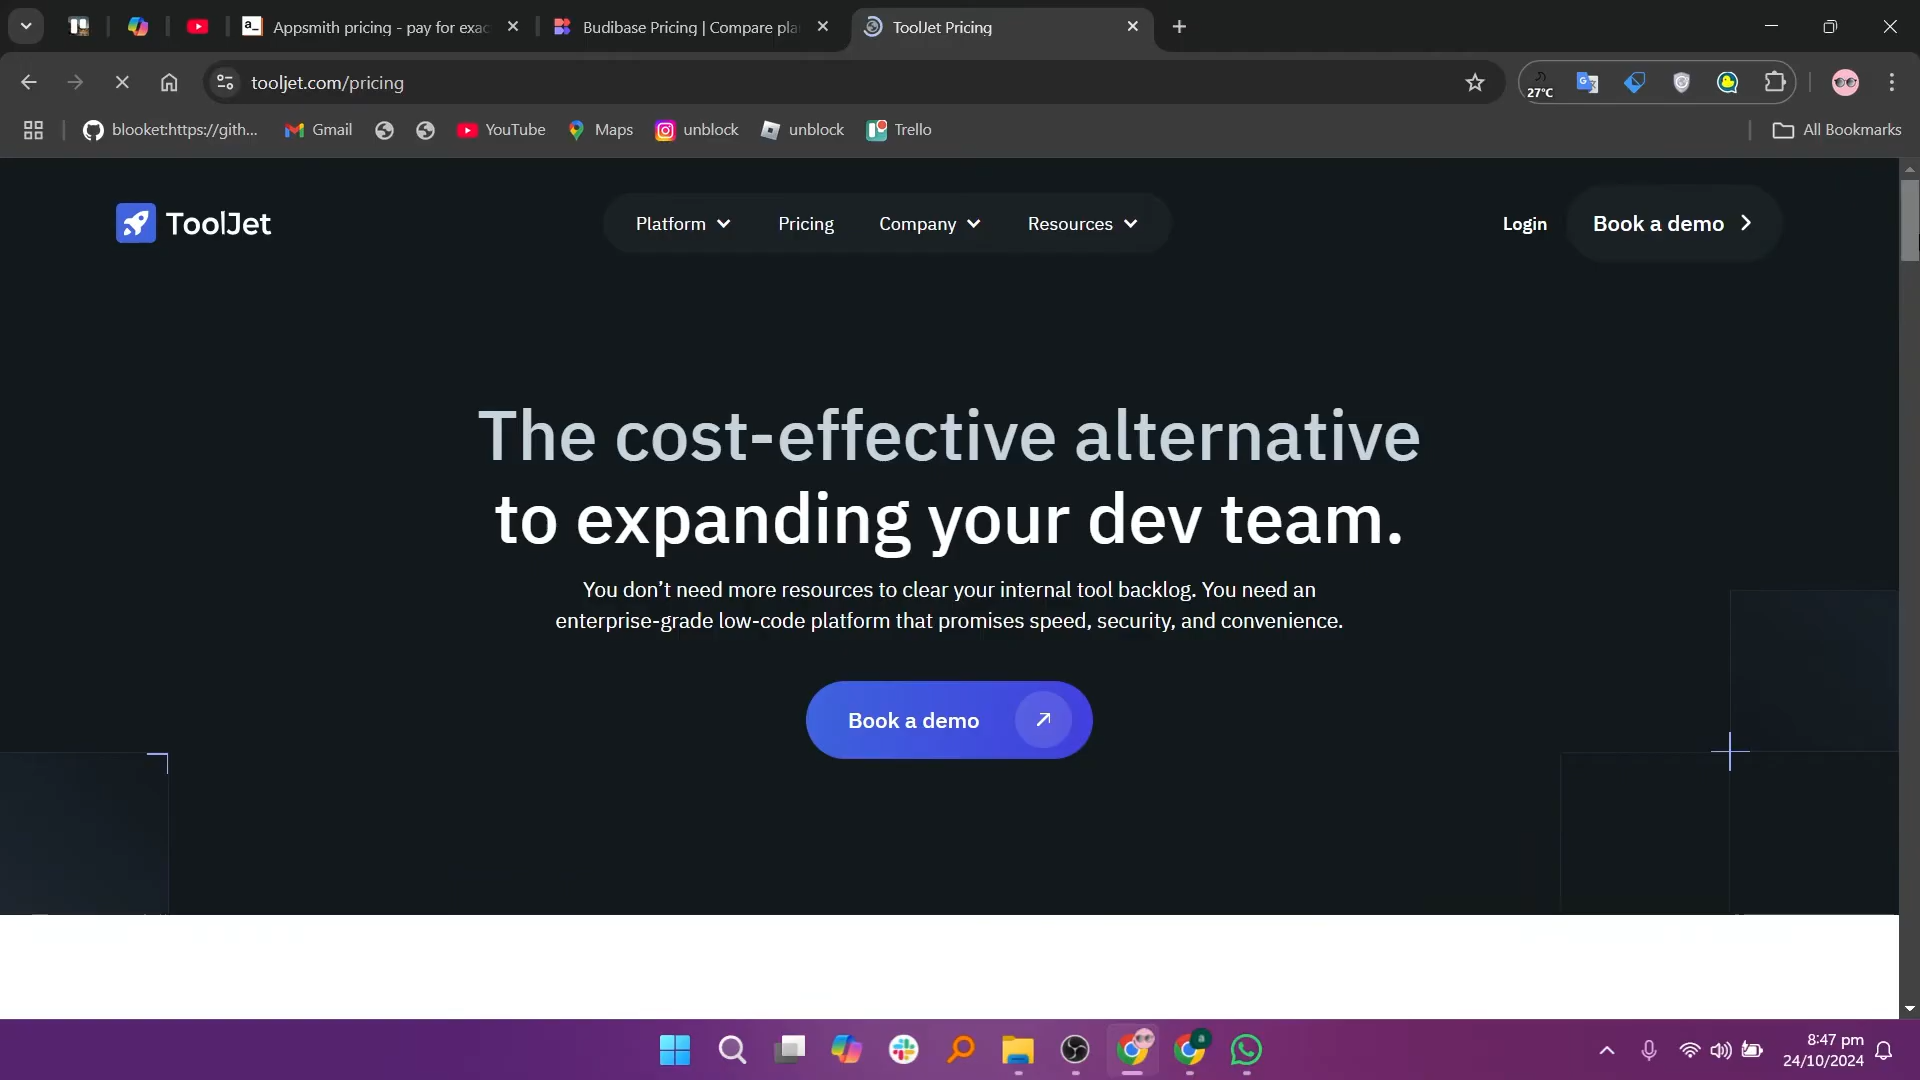 Appsmith pricing - pay for exac
Budibase Pricing | Compare pla
ToolJet Pricing
tooljet.com/pricing
27°C
blooket:https://gith...
Gmail
YouTube
Maps
unblock
unblock
Trello
All Bookmarks
ToolJet
Platform
Pricing
Company
Resources
Login
Book a demo
The cost-effective alternative
to expanding your dev team.
You don’t need more resources to clear your internal tool backlog. You need an
enterprise-grade low-code platform that promises speed, security, and convenience.
Book a demo
8:47 pm
24/10/2024